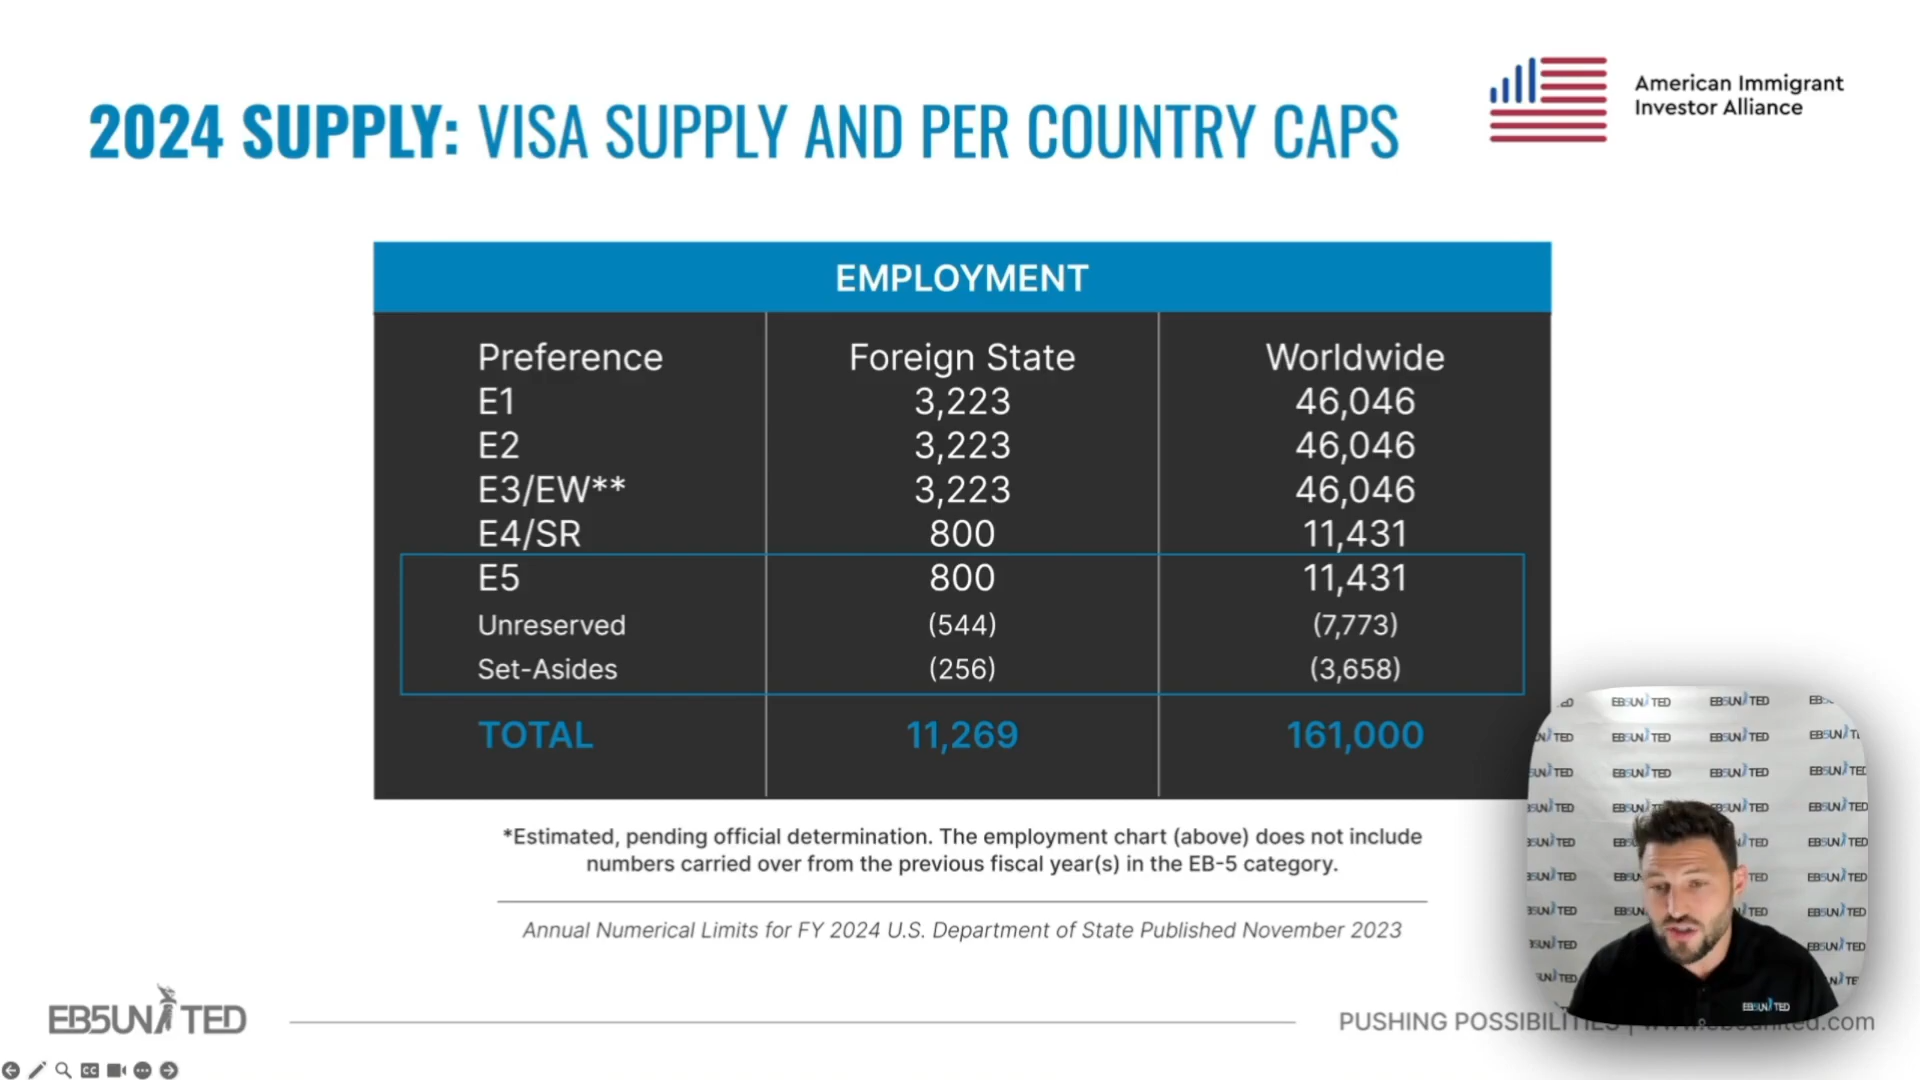 2024 SUPPLY: VISA SUPPLY AND PER COUNTRY CAPS
American Immigrant
Investor Alliance
EMPLOYMENT
Preference Foreign State Worldwide
E1 3,223 46,046
E2 3,223 46,046
E3/EW** 3,223 46,046
E4/SR 800 11,431
E5 800 11,431
Unreserved (544) (7,773)
Set-Asides (256) (3,658)
TOTAL 11,269 161,000
*Estimated, pending official determination. The employment chart (above) does not include
numbers carried over from the previous fiscal year(s) in the EB-5 category.
Annual Numerical Limits for FY 2024 U.S. Department of State Published November 2023
EB5UNITED
PUSHING POSSIBILITIES | www.eb5united.com
EB5UNITED
CC